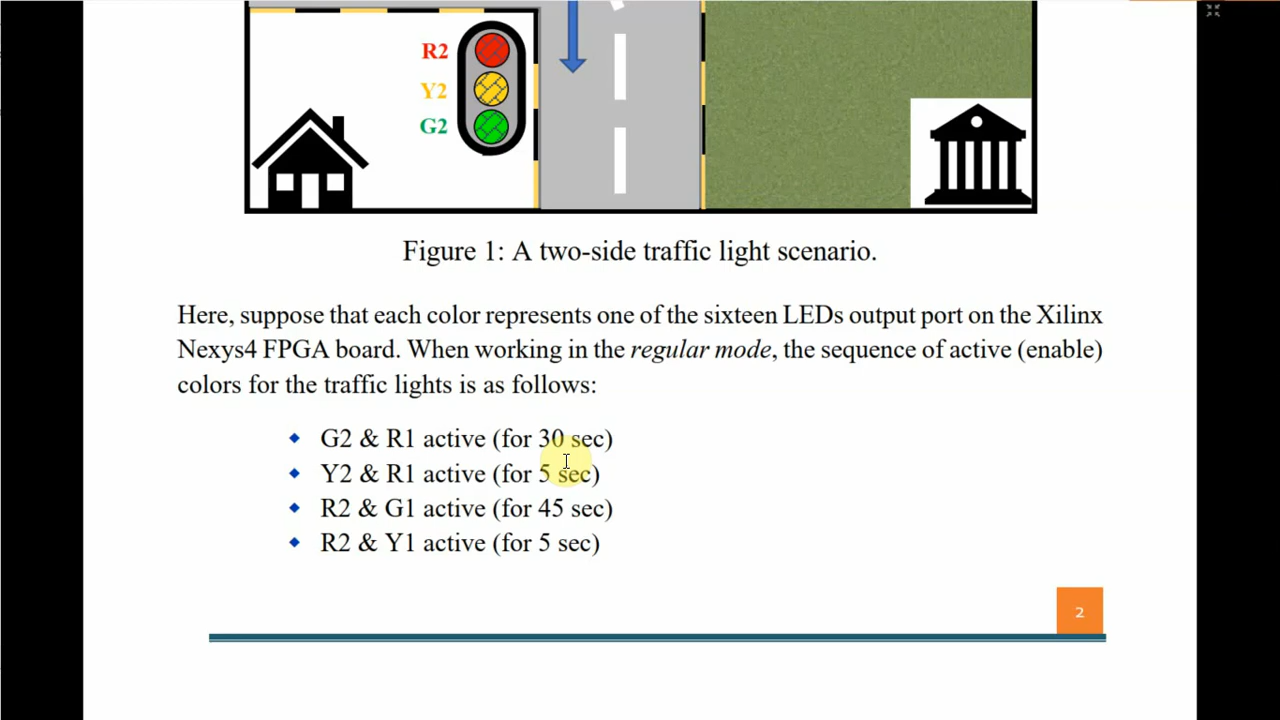 R2
Y2
G2
Figure 1: A two-side traffic light scenario.
Here, suppose that each color represents one of the sixteen LEDs output port on the Xilinx
Nexys4 FPGA board. When working in the regular mode, the sequence of active (enable)
colors for the traffic lights is as follows:
G2 & R1 active (for 30 sec)
Y2 & R1 active (for 5 sec)
R2 & G1 active (for 45 sec)
R2 & Y1 active (for 5 sec)
2